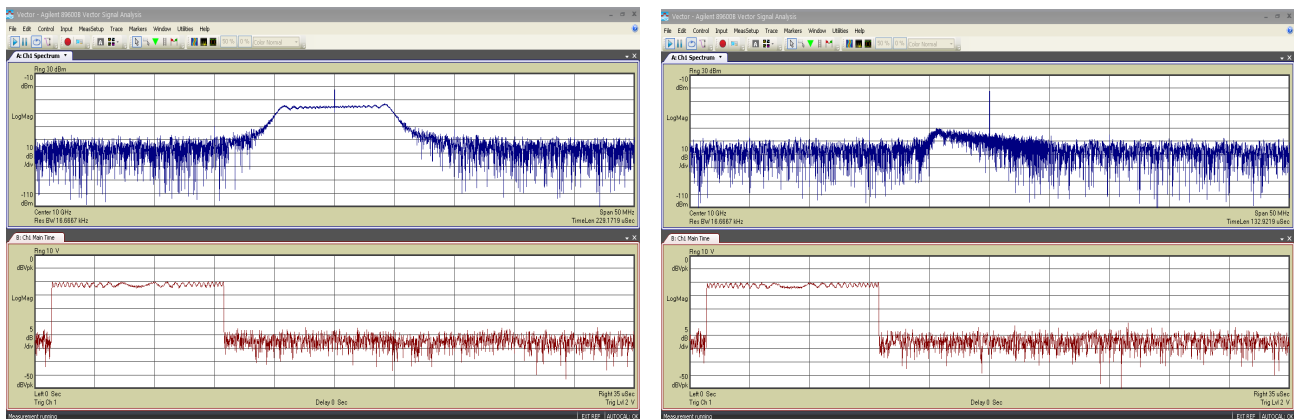 Vector - Agilent 89600B Vector Signal Analysis
File Edit Control Input MeasSetup Trace Markers Window Utilities Help
50 % 0 % Color Normal
A: Ch1 Spectrum
Rng 30 dBm
-10
dBm
LogMag
10
dB
/div
-110
dBm
Center 10 GHz
Span 50 MHz
Res BW 16.6667 kHz
TimeLen 229.1719 uSec
B: Ch1 Main Time
Rng 10 V
0
dBVpk
LogMag
5
dB
/div
-50
dBVpk
Left 0 Sec
Right 35 uSec
Trig Ch 1
Delay 0 Sec
Trig Lvl 2 V
Measurement running
EXT REF
AUTOCAL: OK
Vector - Agilent 89600B Vector Signal Analysis
File Edit Control Input MeasSetup Trace Markers Window Utilities Help
50 % 0 % Color Normal
A: Ch1 Spectrum
Rng 30 dBm
-10
dBm
LogMag
10
dB
/div
-110
dBm
Center 10 GHz
Span 50 MHz
Res BW 16.6667 kHz
TimeLen 132.9219 uSec
B: Ch1 Main Time
Rng 10 V
0
dBVpk
LogMag
5
dB
/div
-50
dBVpk
Left 0 Sec
Right 35 uSec
Trig Ch 1
Delay 0 Sec
Trig Lvl 2 V
Measurement running
EXT REF
AUTOCAL: OK